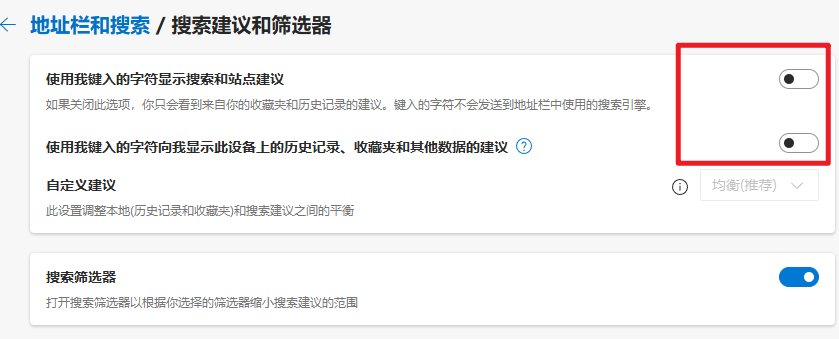 地址栏和搜索 / 搜索建议和筛选器
使用我键入的字符显示搜索和站点建议
如果关闭此选项，你只会看到来自你的收藏夹和历史记录的建议。键入的字符不会发送到地址栏中使用的搜索引擎。
使用我键入的字符向我显示此设备上的历史记录、收藏夹和其他数据的建议
自定义建议
均衡(推荐)
此设置调整本地(历史记录和收藏夹)和搜索建议之间的平衡
搜索筛选器
打开搜索筛选器以根据你选择的筛选器缩小搜索建议的范围